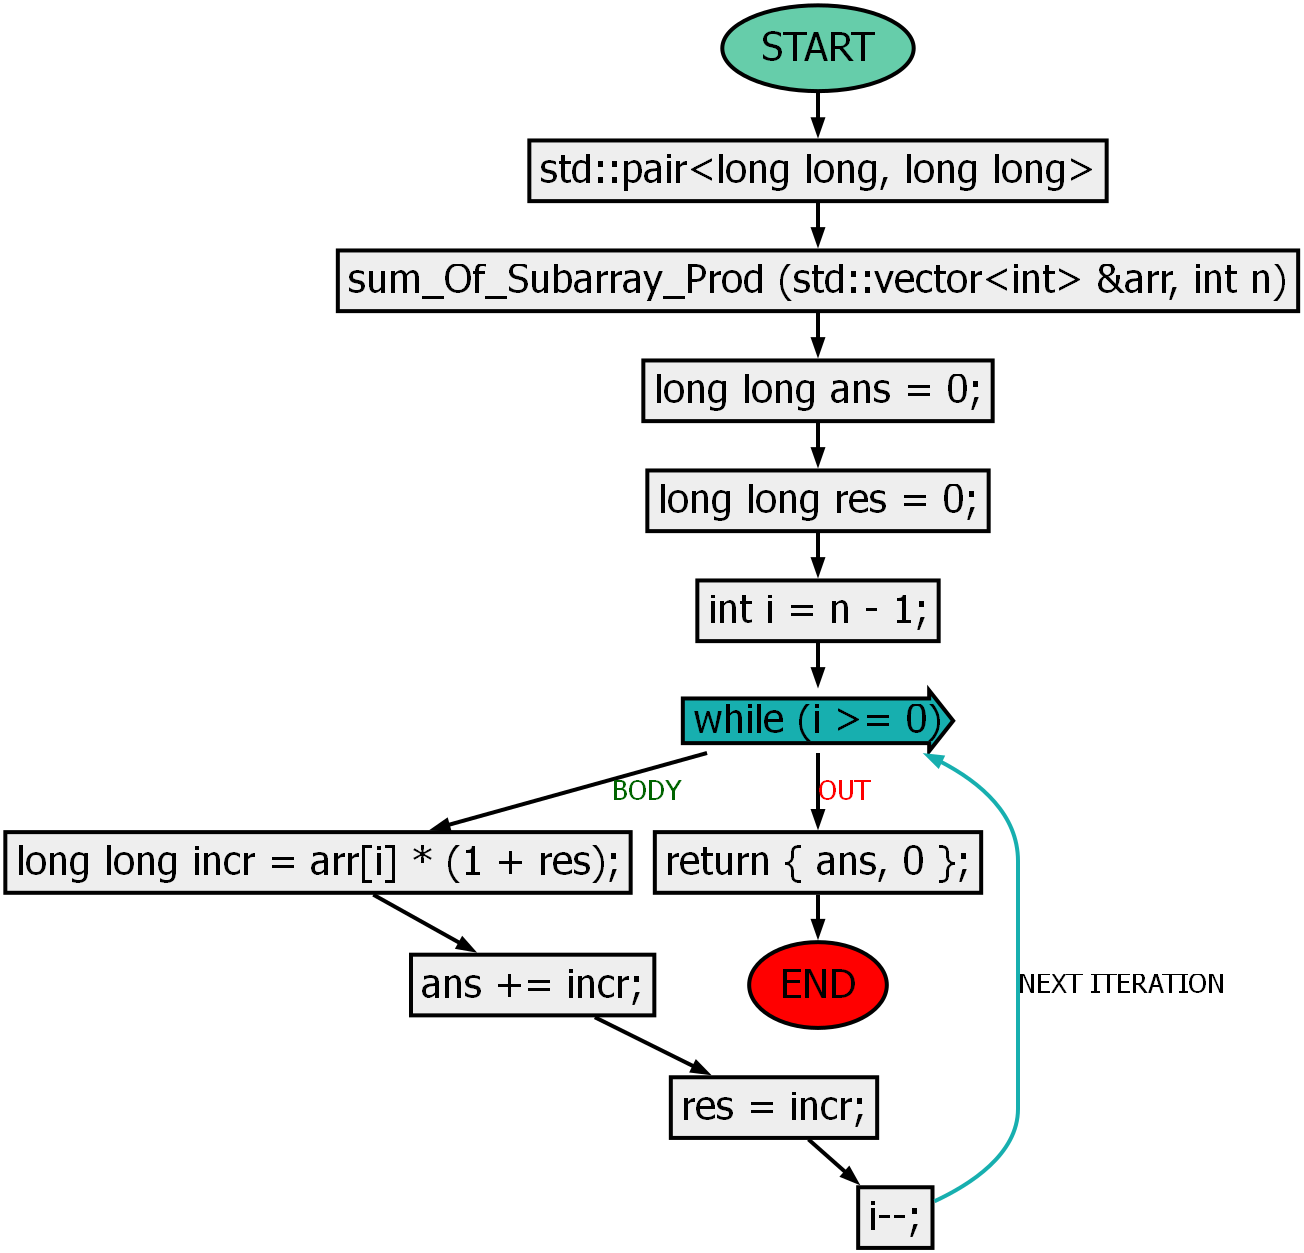 START
std::pair<long long, long long>
sum_Of_Subarray_Prod (std::vector<int> &arr, int n)
long long ans = 0;
long long res = 0;
int i = n - 1;
while (i >= 0)
BODY
OUT
long long incr = arr[i] * (1 + res);
return { ans, 0 };
ans += incr;
END
NEXT ITERATION
res = incr;
i--;